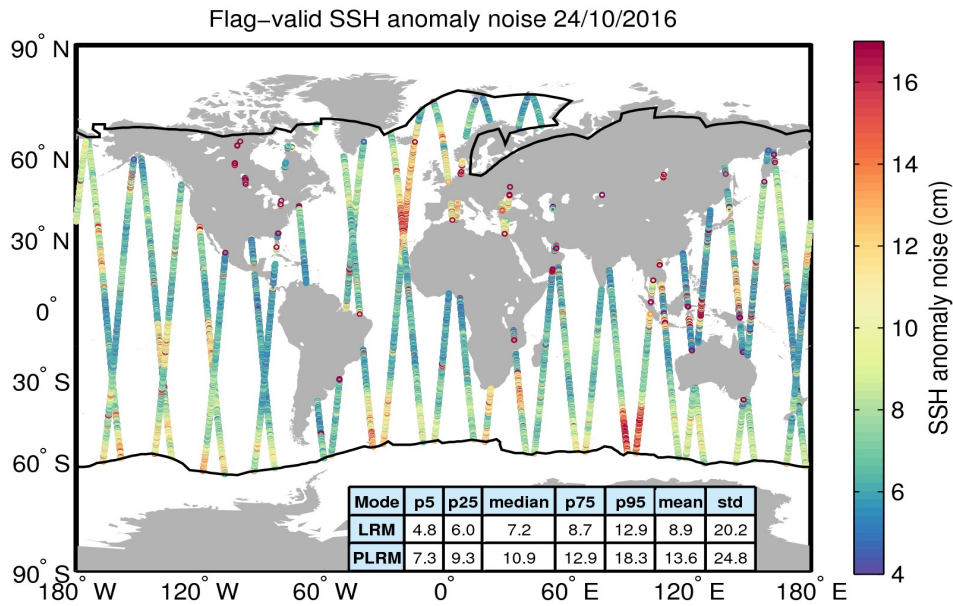 Flag−valid SSH anomaly noise 24/10/2016
90° N
60° N
30° N
0°
30° S
60° S
90° S
180° W
120° W
60° W
0°
60° E
120° E
180° E
Mode p5 p25 median p75 p95 mean std
LRM 4.8 6.0 7.2 8.7 12.9 8.9 20.2
PLRM 7.3 9.3 10.9 12.9 18.3 13.6 24.8
16
14
12
10
8
6
4
SSH anomaly noise (cm)